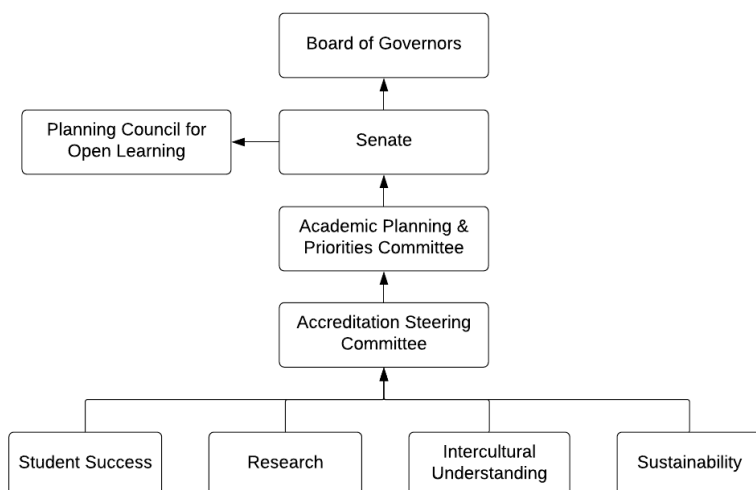 Board of Governors
Planning Council for
Open Learning
Senate
Academic Planning &
Priorities Committee
Accreditation Steering
Committee
Student Success
Research
Intercultural
Understanding
Sustainability